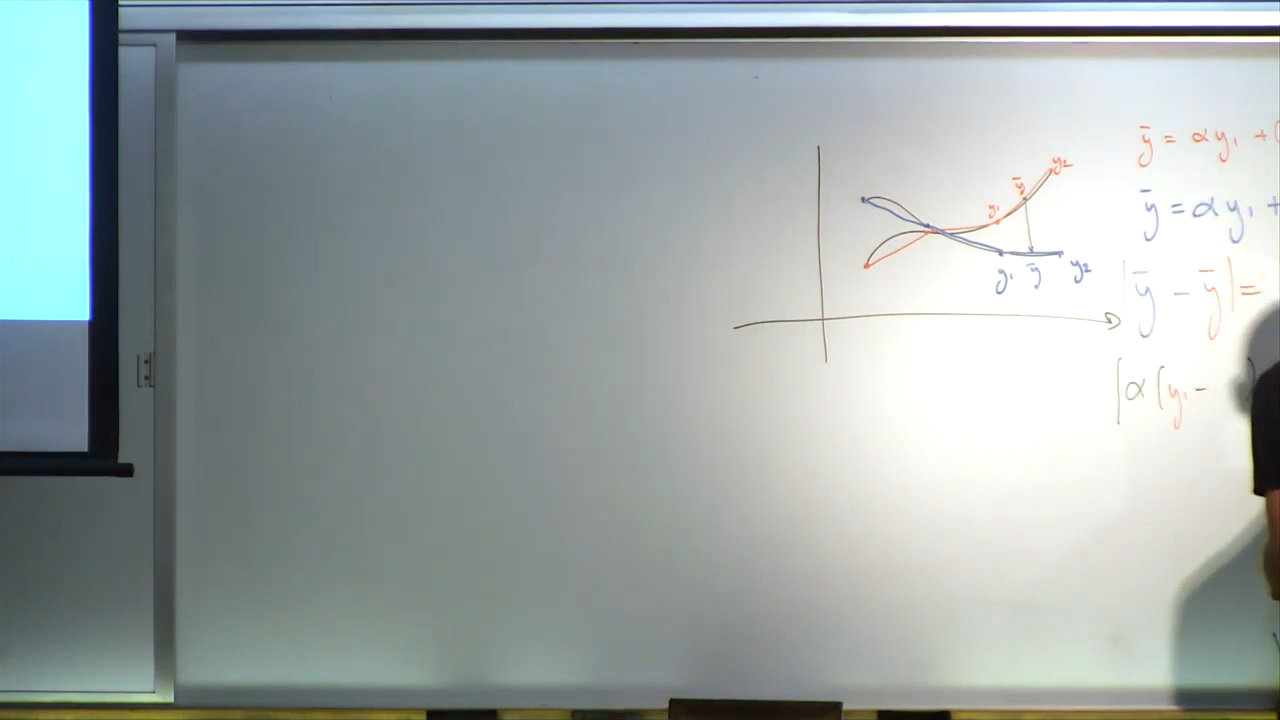 ȳ = αy₁ +
y₂
ȳ
y₁
ȳ = αy₁ +
y₁ ȳ y₂
|ȳ - ȳ| =
|α(y₁ -